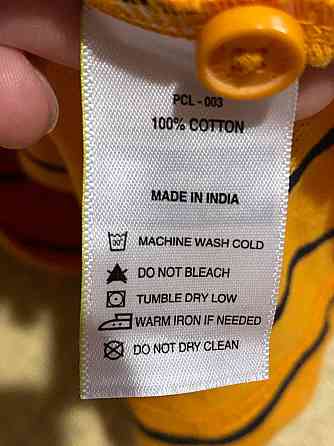 PCL - 003
100% COTTON
MADE IN INDIA
30° MACHINE WASH COLD
DO NOT BLEACH
TUMBLE DRY LOW
WARM IRON IF NEEDED
DO NOT DRY CLEAN